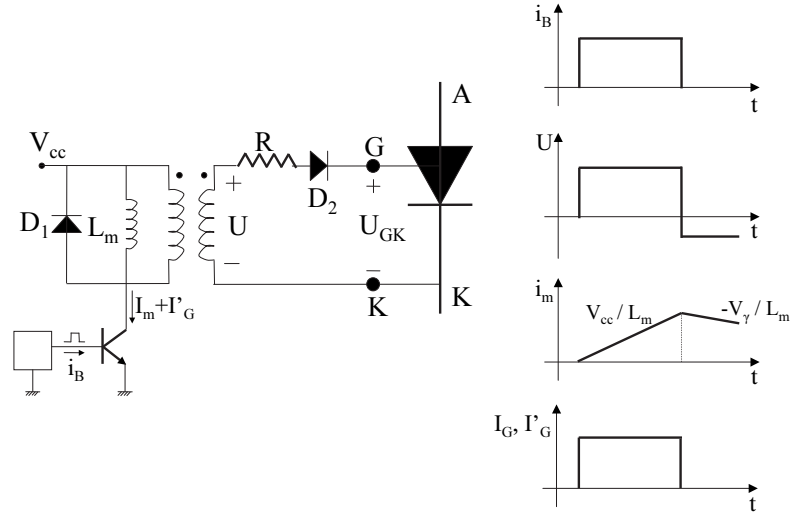 V_cc
D_1
L_m
I_m+I'_G
i_B
R
D_2
+
U
−
G
+
U_GK
−
K
A
K
i_B
t
U
t
i_m
V_cc / L_m
-V_γ / L_m
t
I_G, I'_G
t